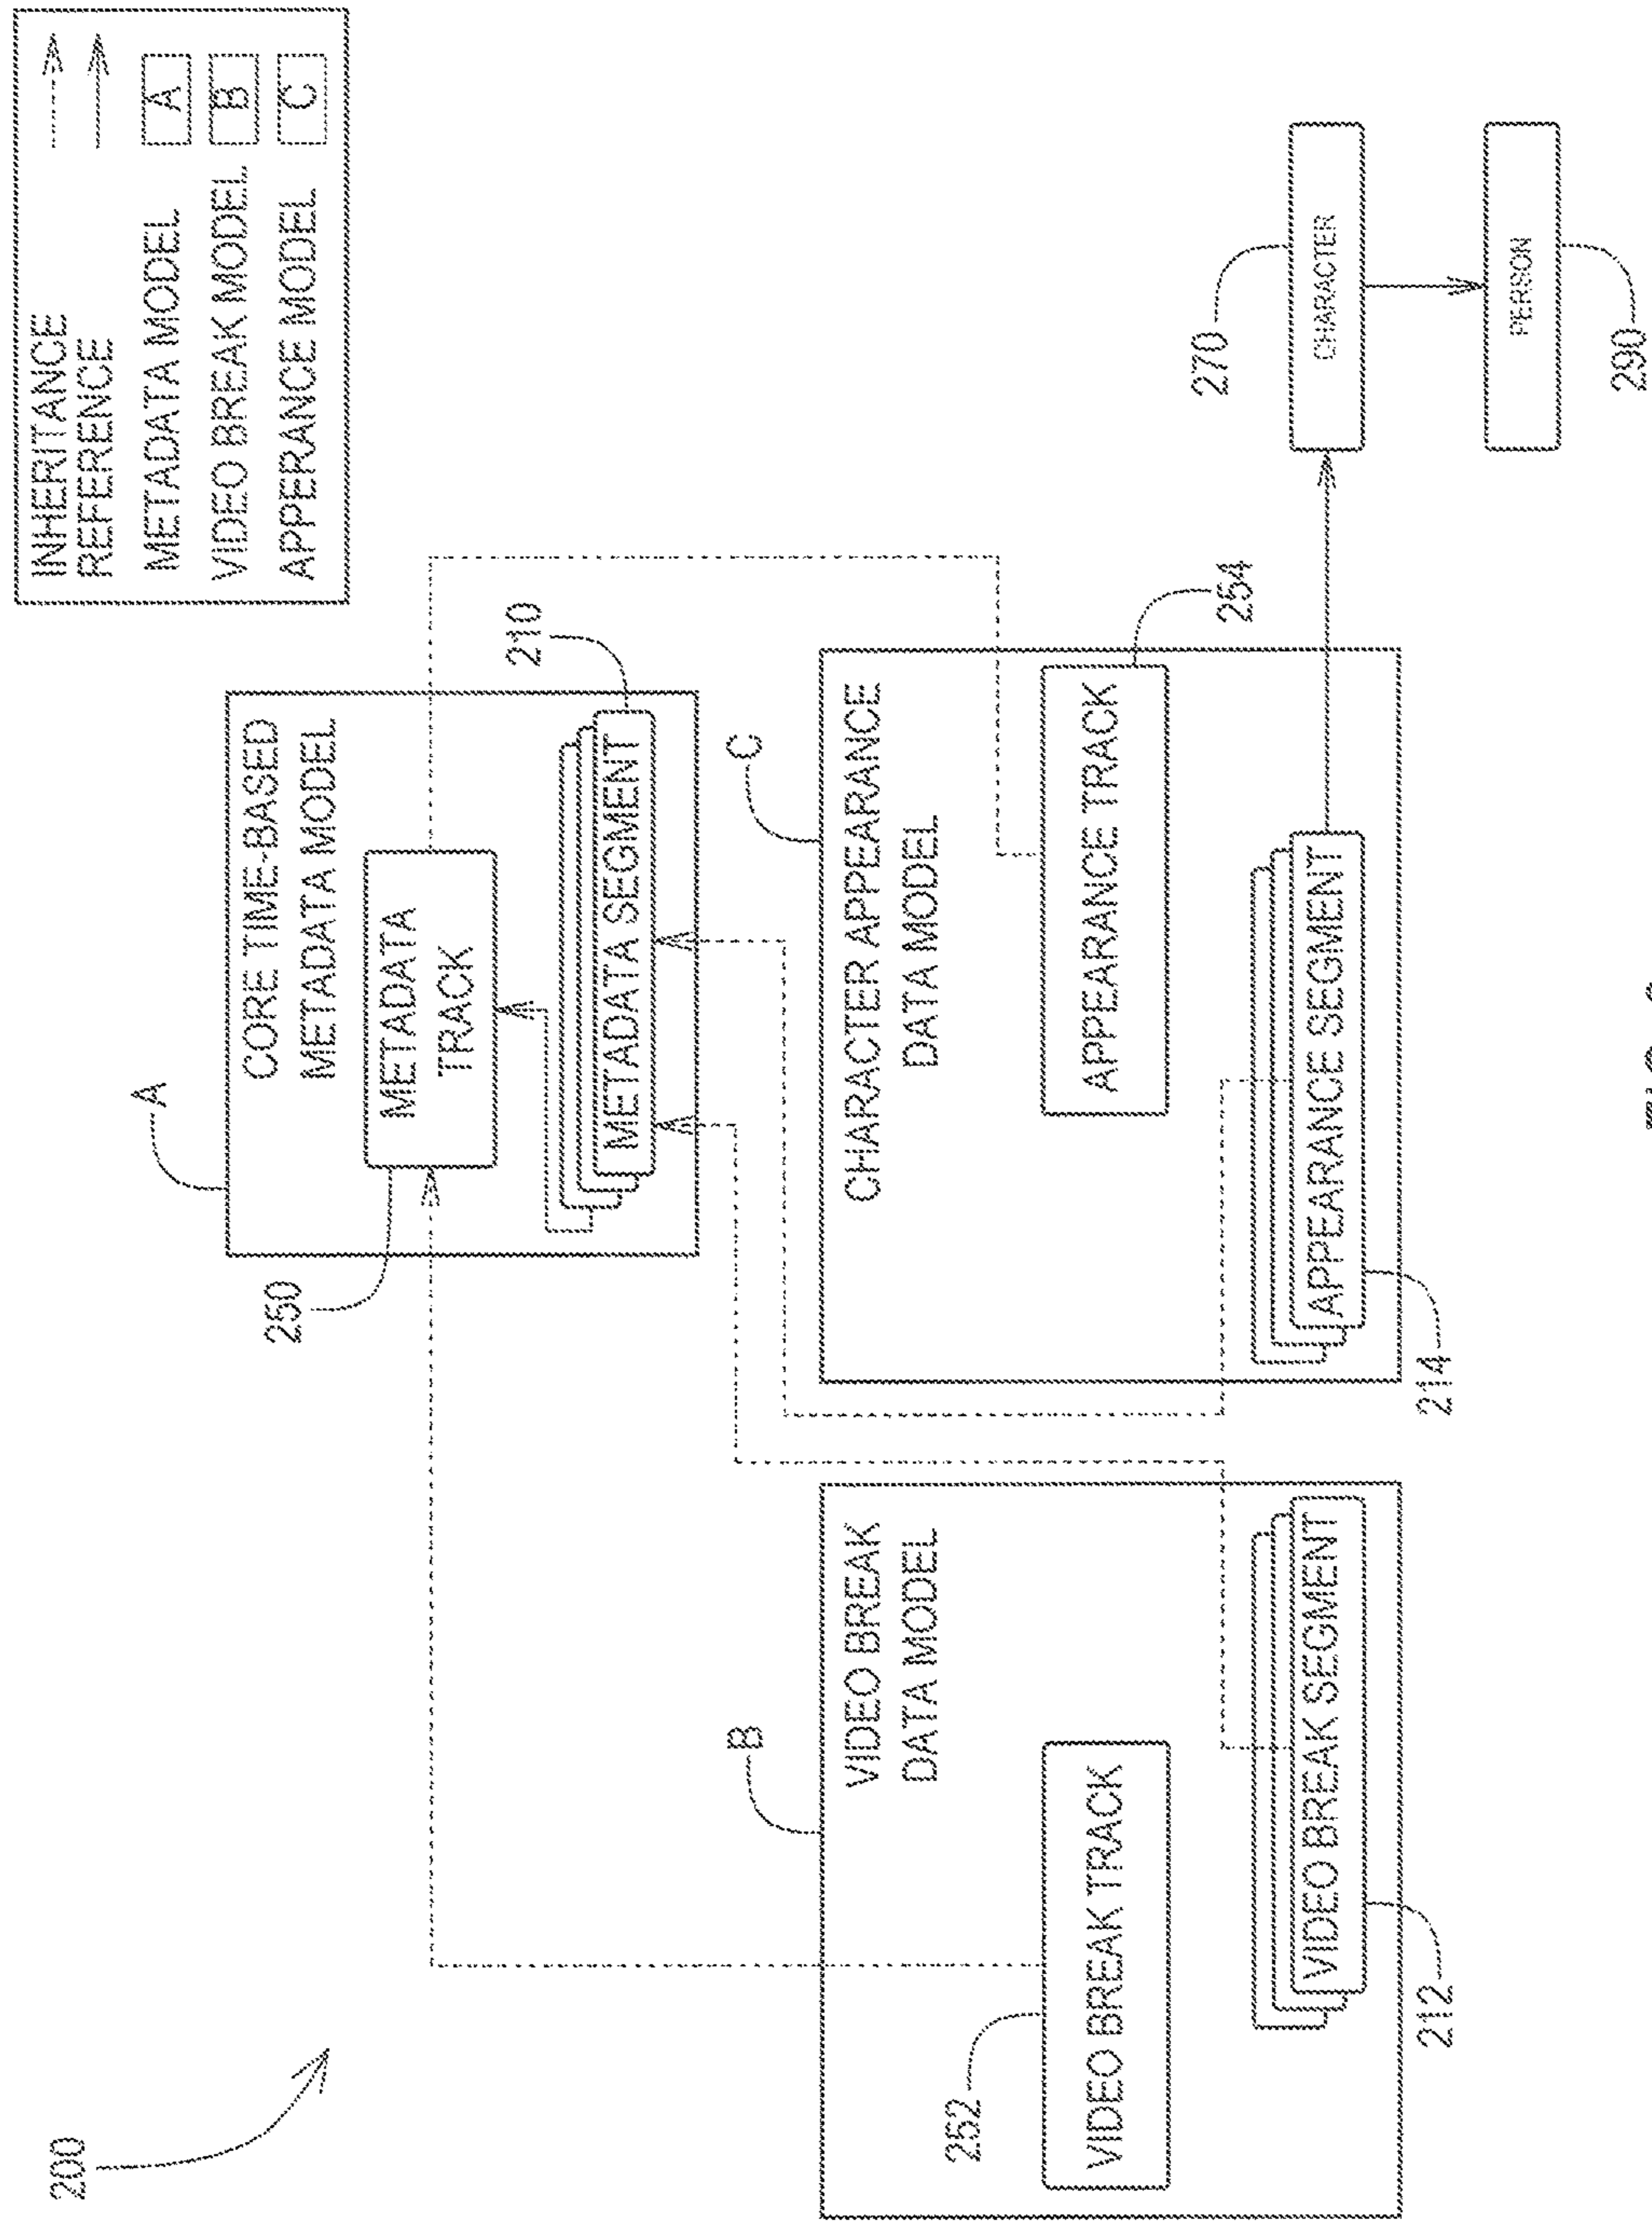 200
INHERITANCE
REFERENCE
METADATA MODEL A
VIDEO BREAK MODEL B
APPERANCE MODEL C
A
CORE TIME-BASED
METADATA MODEL
250
METADATA
TRACK
210
METADATA SEGMENT
B
VIDEO BREAK
DATA MODEL
252
VIDEO BREAK TRACK
VIDEO BREAK SEGMENT
212
C
CHARACTER APPEARANCE
DATA MODEL
APPEARANCE TRACK
254
APPEARANCE SEGMENT
214
270
CHARACTER
PERSON
290